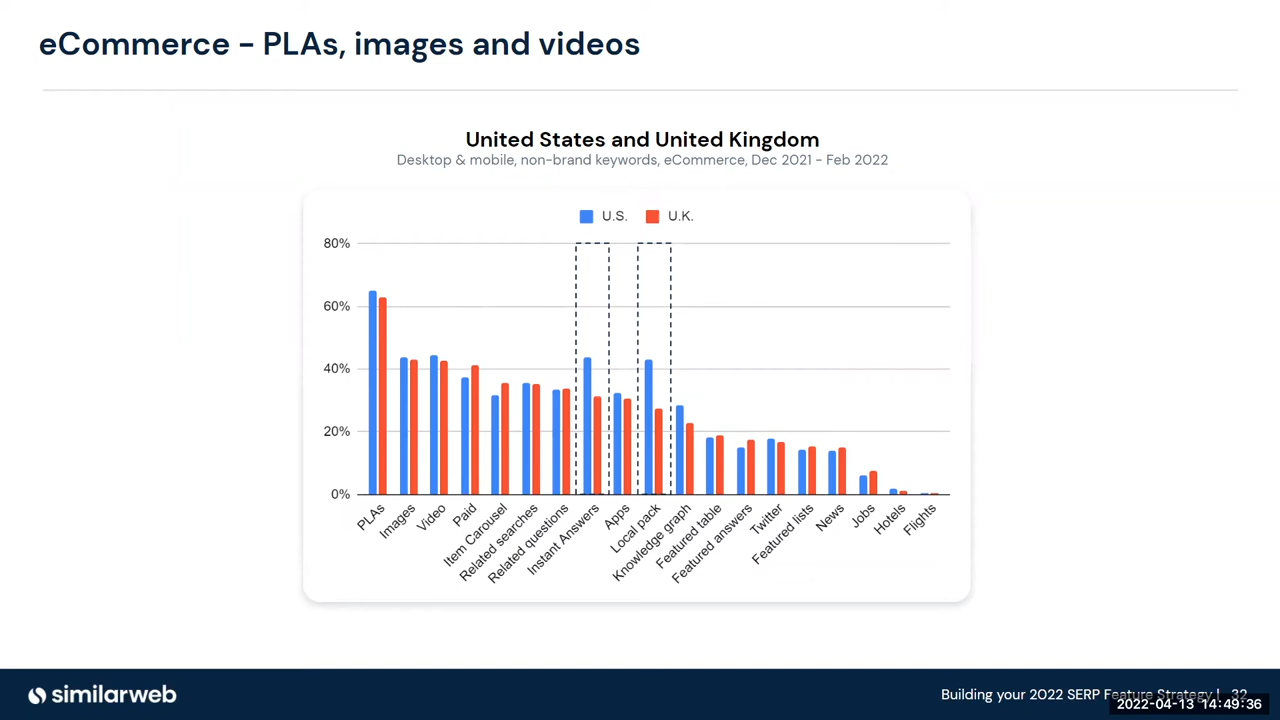 eCommerce - PLAs, images and videos
United States and United Kingdom
Desktop & mobile, non-brand keywords, eCommerce, Dec 2021 - Feb 2022
U.S. U.K.
80%
60%
40%
20%
0%
PLAs
Images
Video
Paid
Item Carousel
Related searches
Related questions
Instant Answers
Apps
Local pack
Knowledge graph
Featured table
Featured answers
Twitter
Featured lists
News
Jobs
Hotels
Flights
similarweb
Building your 2022 SERP Feature Strategy | 32
2022-04-13 14:49:36